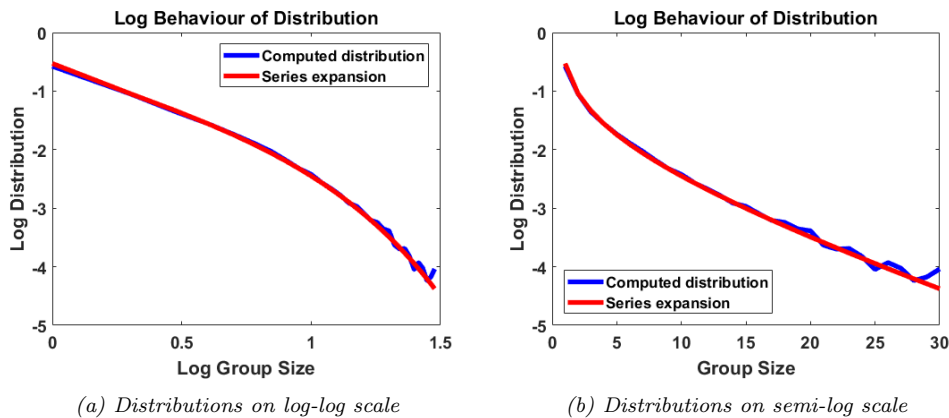 Log Behaviour of Distribution
0
-1
-2
-3
-4
-5
Log Distribution
Computed distribution
Series expansion
0
0.5
1
1.5
Log Group Size
(a) Distributions on log-log scale
Log Behaviour of Distribution
0
-1
-2
-3
-4
-5
Log Distribution
Computed distribution
Series expansion
0
5
10
15
20
25
30
Group Size
(b) Distributions on semi-log scale